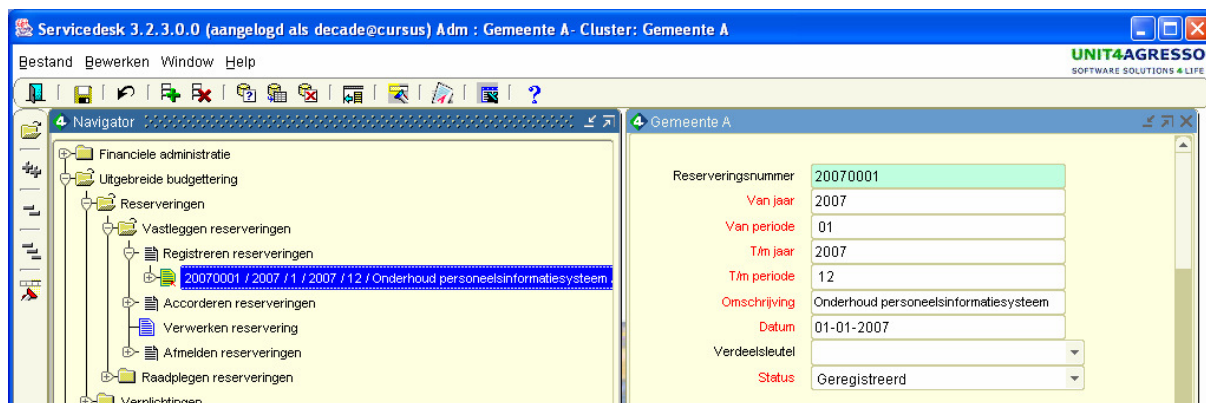 Servicedesk 3.2.3.0.0 (aangelogd als decade@cursus) Adm : Gemeente A- Cluster: Gemeente A
Bestand Bewerken Window Help
UNIT4AGRESSO
SOFTWARE SOLUTIONS 4 LIFE
4 Navigator
Financiele administratie
Uitgebreide budgettering
Reserveringen
Vastleggen reserveringen
Registreren reserveringen
20070001 / 2007 / 1 / 2007 / 12 / Onderhoud personeelsinformatiesysteem
Accorderen reserveringen
Verwerken reservering
Afmelden reserveringen
Raadplegen reserveringen
Verplichtingen
4 Gemeente A
Reserveringsnummer 20070001
Van jaar 2007
Van periode 01
T/m jaar 2007
T/m periode 12
Omschrijving Onderhoud personeelsinformatiesysteem
Datum 01-01-2007
Verdeelsleutel
Status Geregistreerd